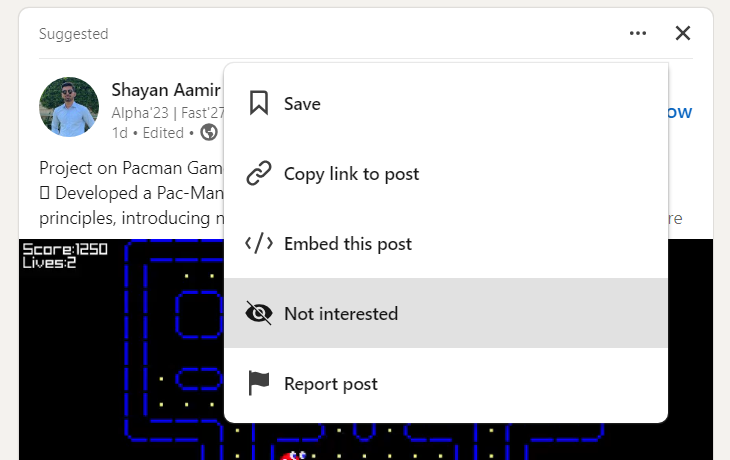 Suggested
Shayan Aamir
Alpha'23 | Fast'27
1d • Edited •
Project on Pacman Gam
Developed a Pac-Man
principles, introducing
re
Save
Copy link to post
Embed this post
Not interested
Report post
Score:1250
Lives:2